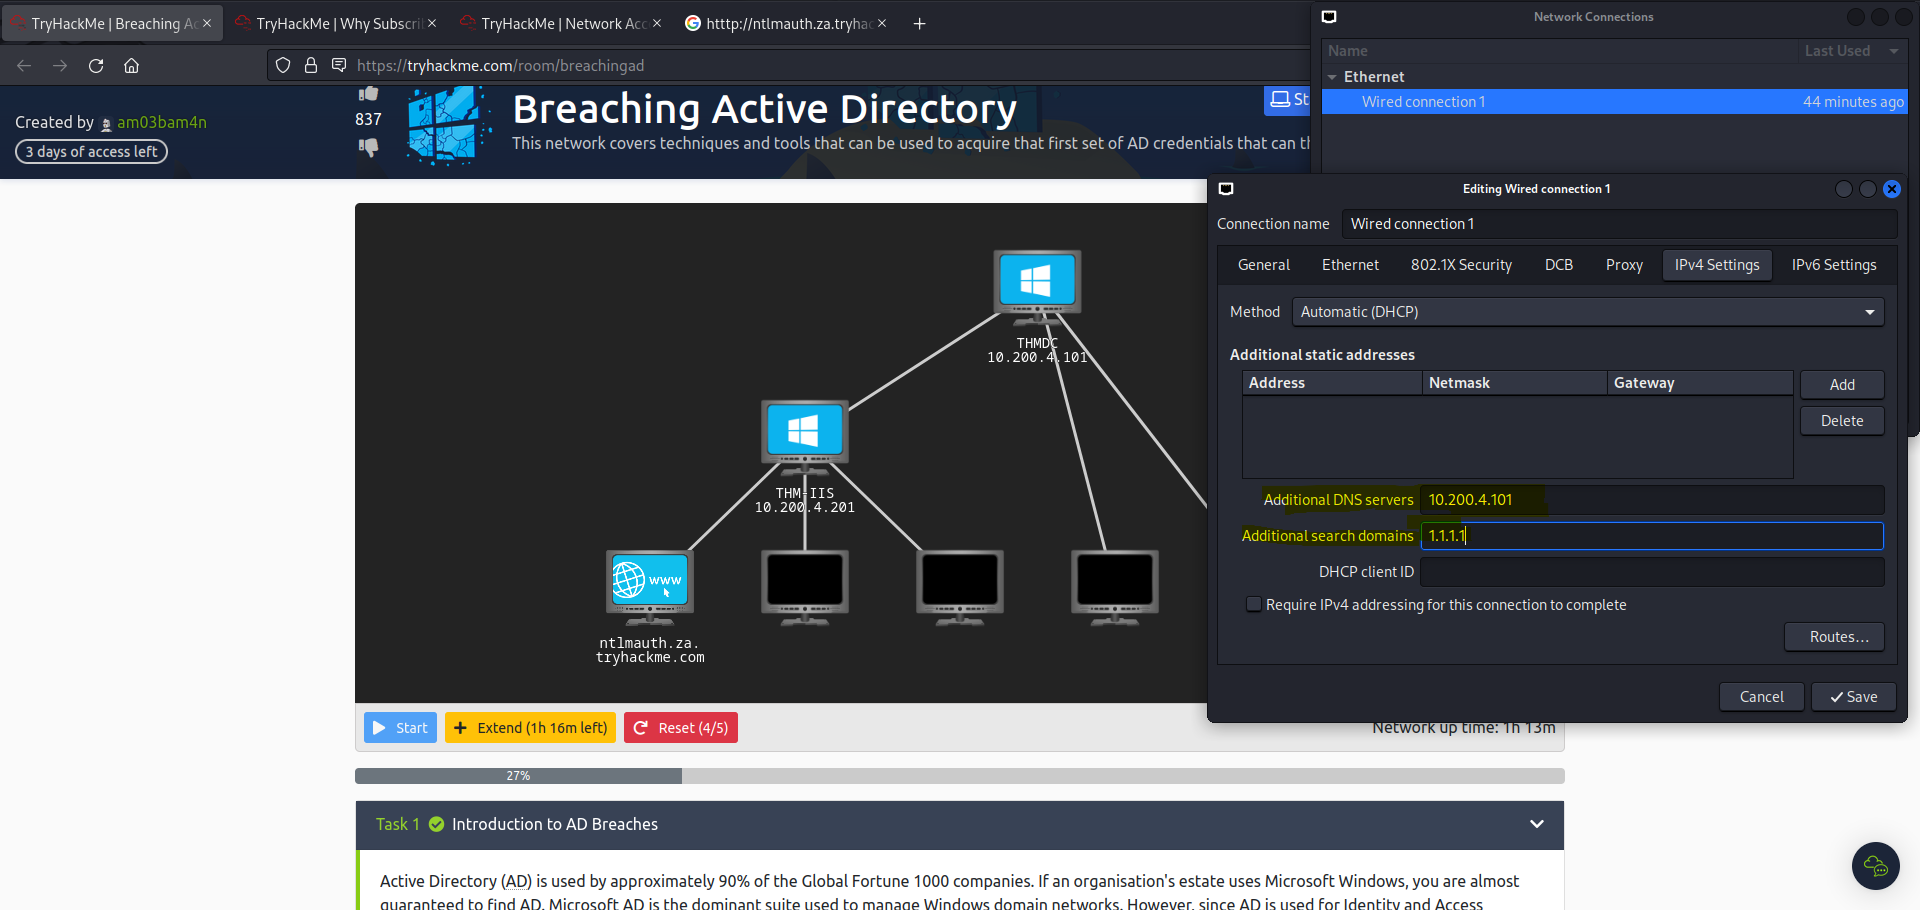 TryHackMe | Breaching Ac
TryHackMe | Why Subscri
TryHackMe | Network Acc
htttp://ntlmauth.za.tryhac
https://tryhackme.com/room/breachingad
Created by am03bam4n
3 days of access left
837
Breaching Active Directory
This network covers techniques and tools that can be used to acquire that first set of AD credentials that can th
St
THMDC
10.200.4.101
THM-IIS
10.200.4.201
www
ntlmauth.za.
tryhackme.com
Start
Extend (1h 16m left)
Reset (4/5)
Network up time: 1h 13m
27%
Task 1 Introduction to AD Breaches
Active Directory (AD) is used by approximately 90% of the Global Fortune 1000 companies. If an organisation's estate uses Microsoft Windows, you are almost
guaranteed to find AD. Microsoft AD is the dominant suite used to manage Windows domain networks. However, since AD is used for Identity and Access
Network Connections
Name Last Used
Ethernet
Wired connection 1 44 minutes ago
Editing Wired connection 1
Connection name Wired connection 1
General Ethernet 802.1X Security DCB Proxy IPv4 Settings IPv6 Settings
Method Automatic (DHCP)
Additional static addresses
Address Netmask Gateway
Add
Delete
Additional DNS servers 10.200.4.101
Additional search domains 1.1.1.1
DHCP client ID
Require IPv4 addressing for this connection to complete
Routes…
Cancel Save